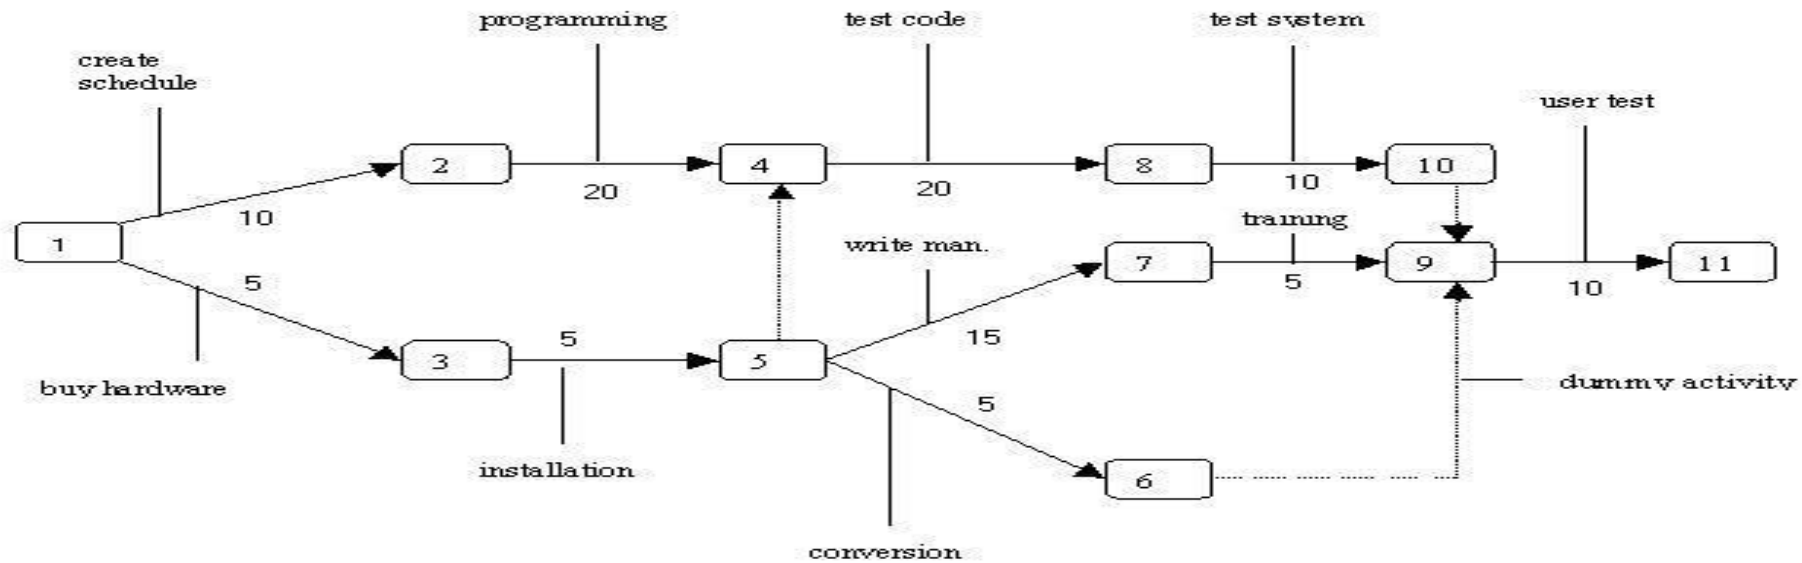 programming
test code
test system
create
schedule
user test
2
4
8
10
20
20
10
10
training
1
write man.
7
9
11
5
5
10
5
15
3
5
buy hardware
5
dummy activity
installation
6
conversion